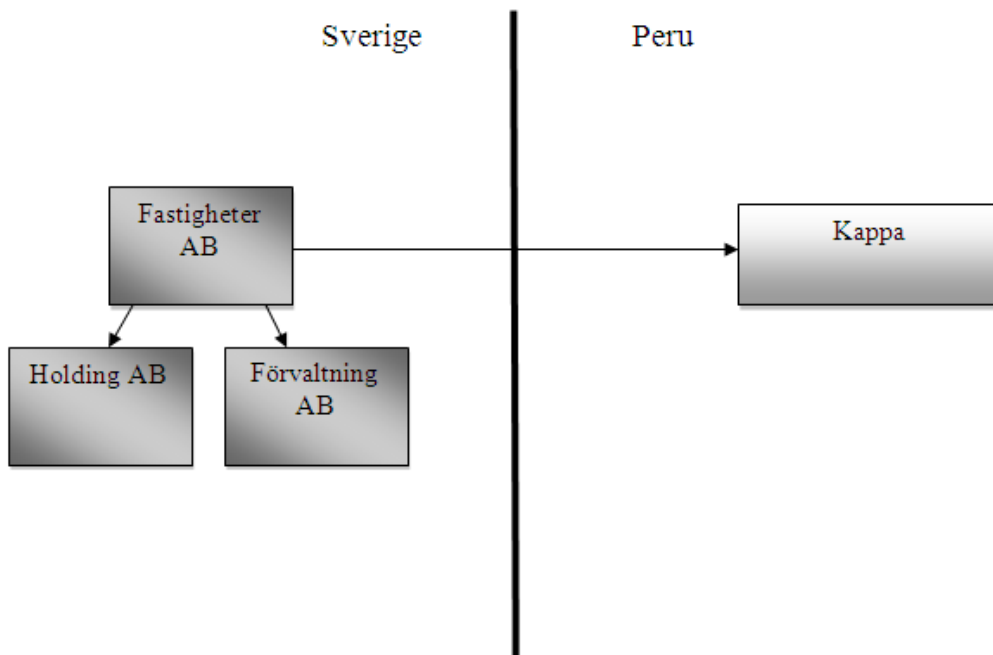 Sverige
Peru
Fastigheter
AB
Kappa
Holding AB
Förvaltning
AB